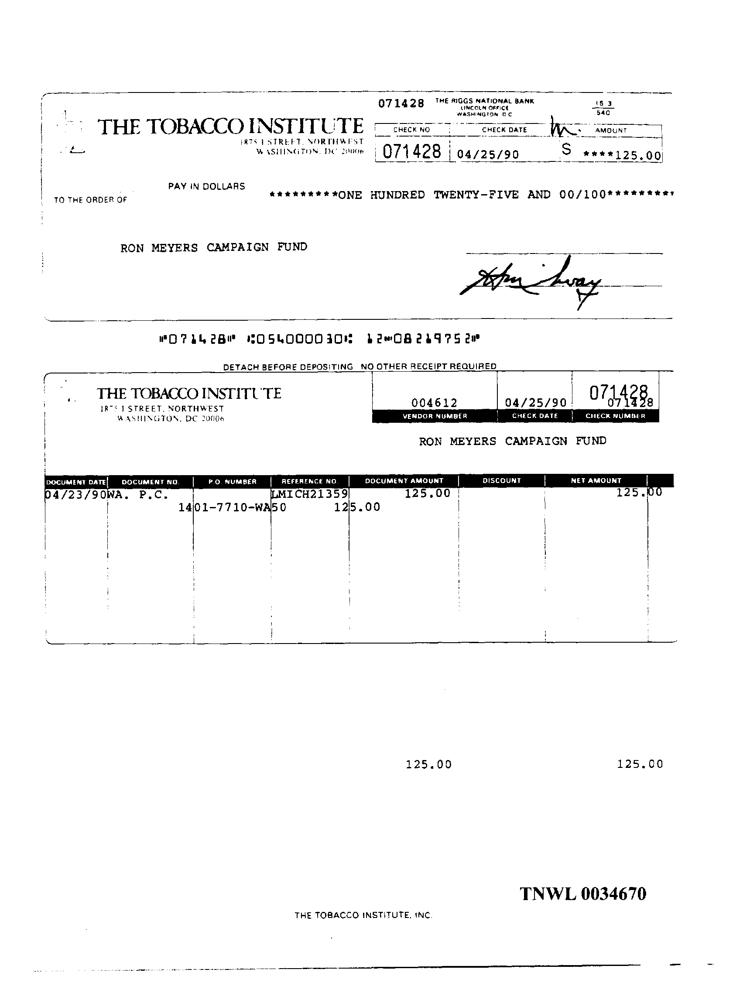 071428 THE RIGGS NATIONAL BANK
LINCOLN OFFICE
WASHINGTON D C
15 3
540
THE TOBACCO INSTITUTE
1875 I STREET, NORTHWEST
WASHINGTON, DC 20006
CHECK NO CHECK DATE AMOUNT
071428 04/25/90 S ****125.00
PAY IN DOLLARS
*********ONE HUNDRED TWENTY-FIVE AND 00/100*********
TO THE ORDER OF
RON MEYERS CAMPAIGN FUND
⑈071428⑈ ⑆054000030⑆ 12⑉08219752⑈
DETACH BEFORE DEPOSITING NO OTHER RECEIPT REQUIRED
THE TOBACCO INSTITUTE
1875 I STREET, NORTHWEST
WASHINGTON, DC 20006
004612 04/25/90 071428
071428
VENDOR NUMBER CHECK DATE CHECK NUMBER
RON MEYERS CAMPAIGN FUND
DOCUMENT DATE DOCUMENT NO. P.O. NUMBER REFERENCE NO. DOCUMENT AMOUNT DISCOUNT NET AMOUNT
04/23/90WA. P.C. LMICH21359 125.00 125.00
1401-7710-WA50 125.00
125.00 125.00
TNWL 0034670
THE TOBACCO INSTITUTE, INC.